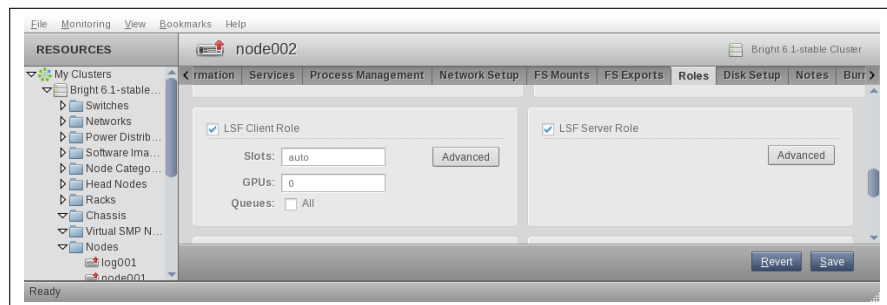 File Monitoring View Bookmarks Help
RESOURCES
node002
Bright 6.1-stable Cluster
My Clusters
Bright 6.1-stable...
Switches
Networks
Power Distrib...
Software Ima...
Node Catego...
Head Nodes
Racks
Chassis
Virtual SMP N...
Nodes
log001
node001
rmation Services Process Management Network Setup FS Mounts FS Exports Roles Disk Setup Notes Burn
LSF Client Role
Slots: auto Advanced
GPUs: 0
Queues: All
LSF Server Role
Advanced
Revert Save
Ready